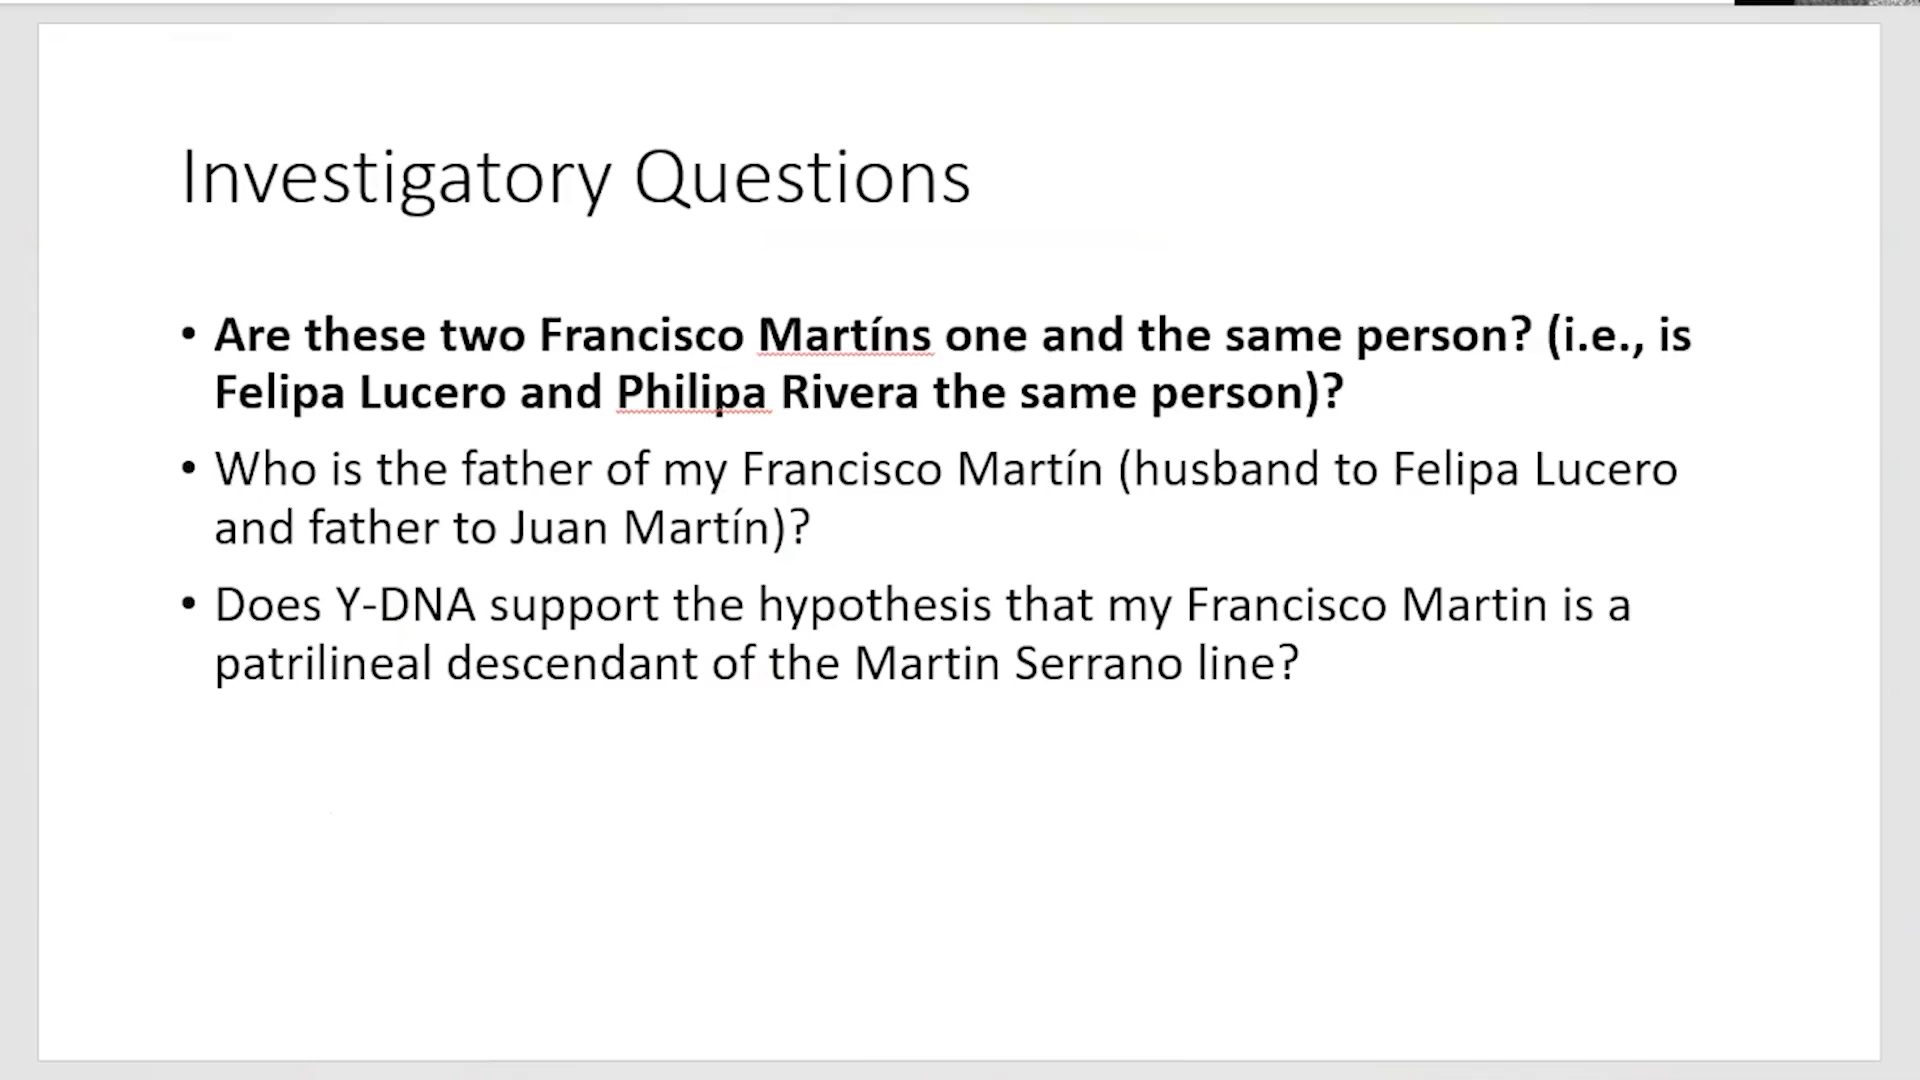 Investigatory Questions
• Are these two Francisco Martíns one and the same person? (i.e., is
Felipa Lucero and Philipa Rivera the same person)?
• Who is the father of my Francisco Martín (husband to Felipa Lucero
and father to Juan Martín)?
• Does Y-DNA support the hypothesis that my Francisco Martin is a
patrilineal descendant of the Martin Serrano line?